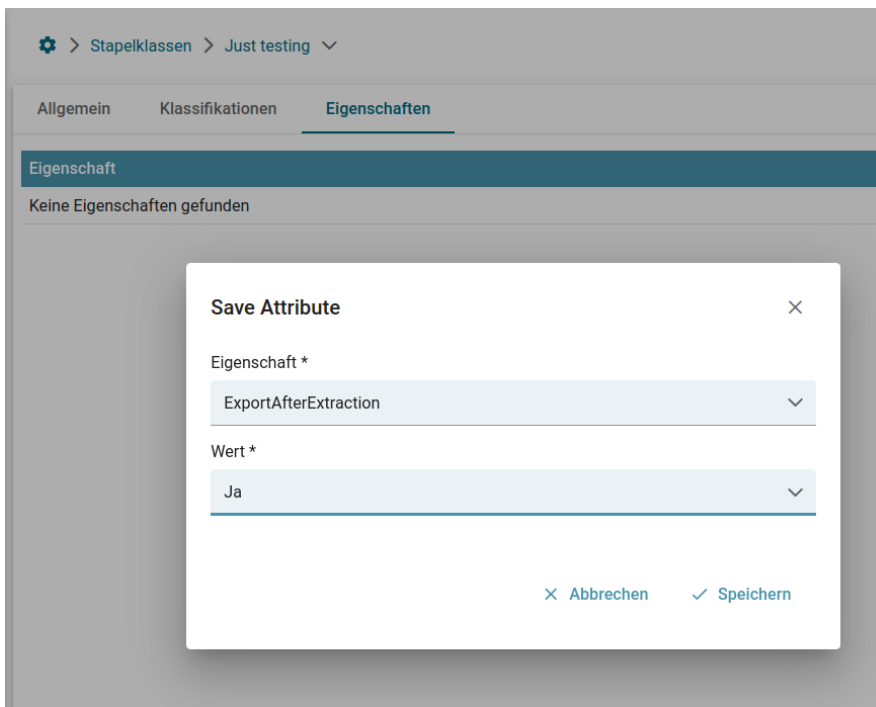 Stapelklassen Just testing
Allgemein Klassifikationen Eigenschaften
Eigenschaft
Keine Eigenschaften gefunden
Save Attribute
Eigenschaft *
ExportAfterExtraction
Wert *
Ja
Abbrechen Speichern